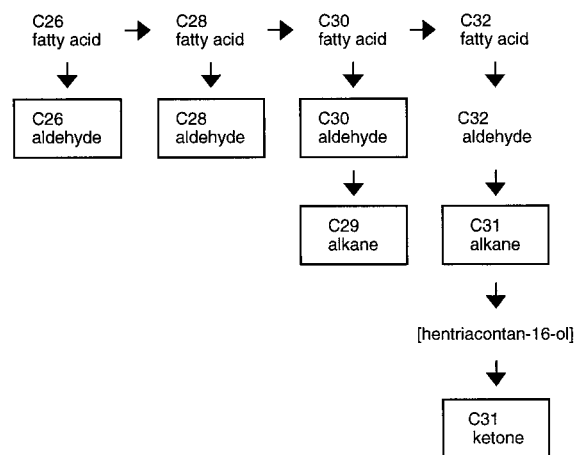 C26
fatty acid
C28
fatty acid
C30
fatty acid
C32
fatty acid
C26
aldehyde
C28
aldehyde
C30
aldehyde
C32
aldehyde
C29
alkane
C31
alkane
[hentriacontan-16-ol]
C31
ketone